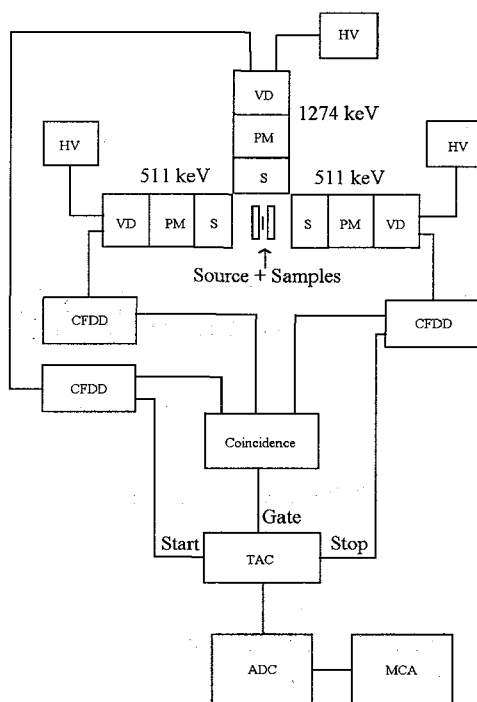 HV
VD
1274 keV
PM
HV
HV
511 keV
S
511 keV
VD PM S
S PM VD
Source + Samples
CFDD
CFDD
CFDD
Coincidence
Gate
Start
Stop
TAC
ADC
MCA